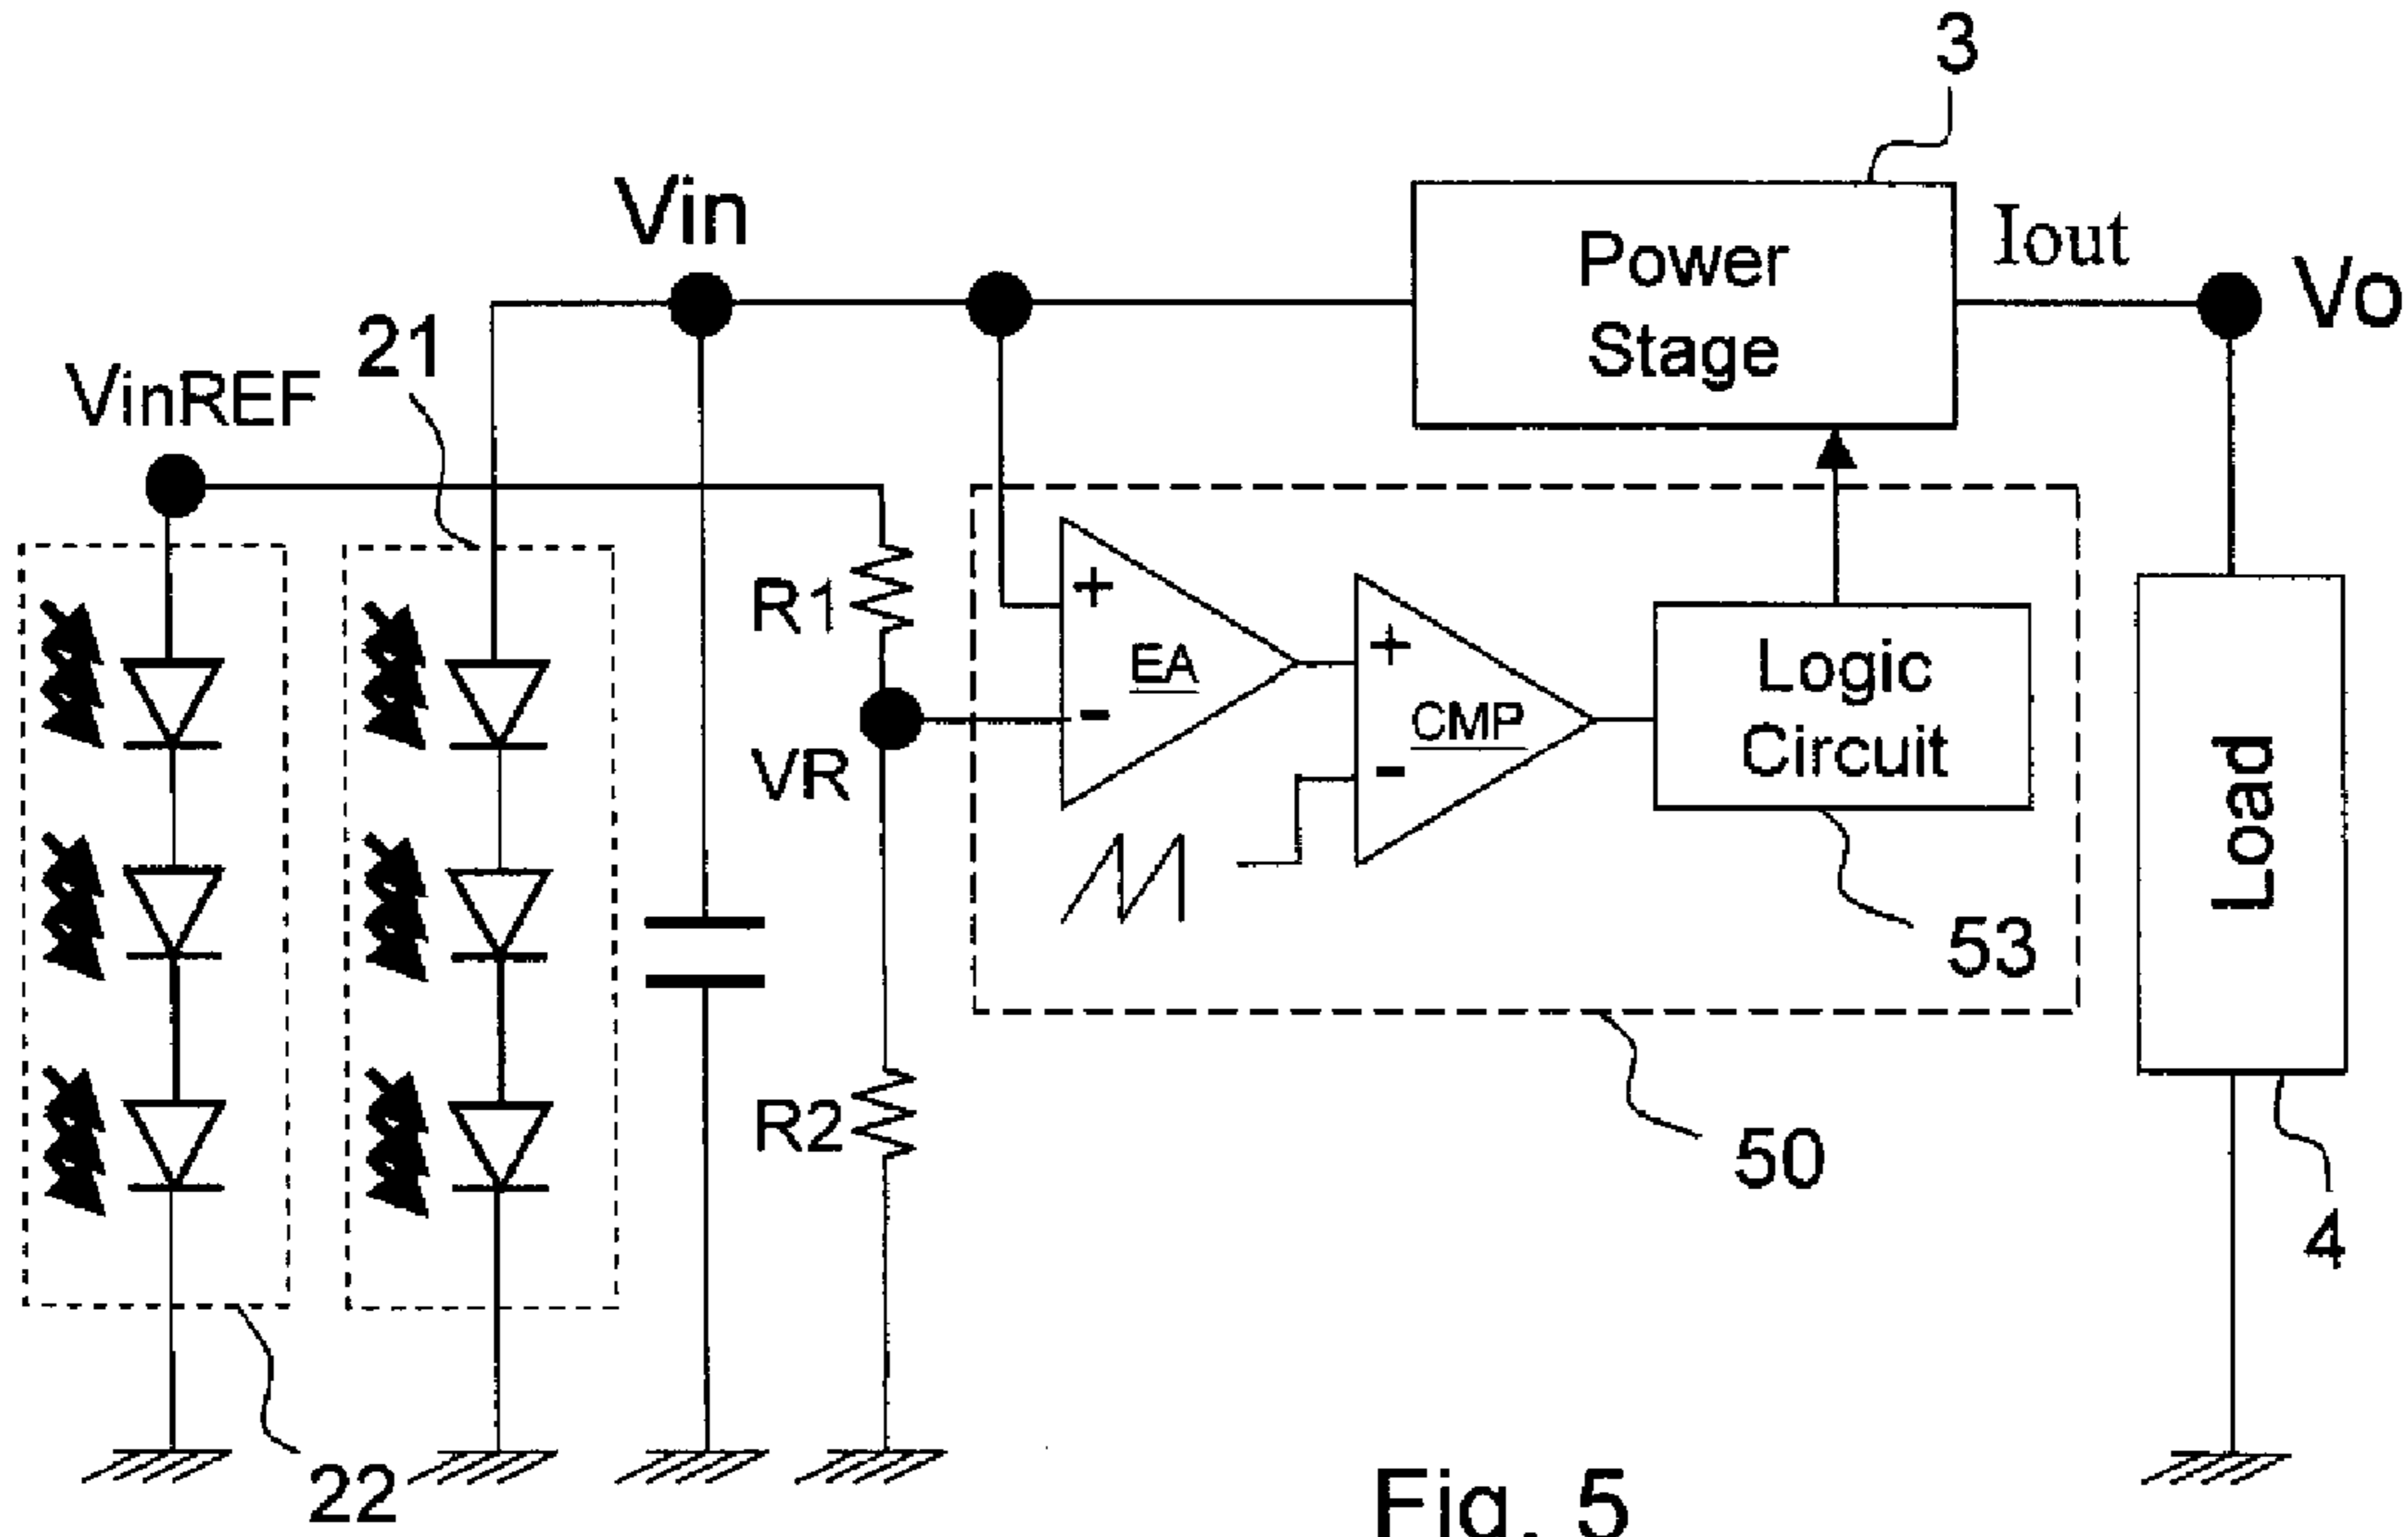 3
Vin
Power
Stage
Iout
Vo
21
VinREF
R1
+
EA
-
VR
+
CMP
-
Logic
Circuit
Load
53
R2
50
4
22
Fig. 5